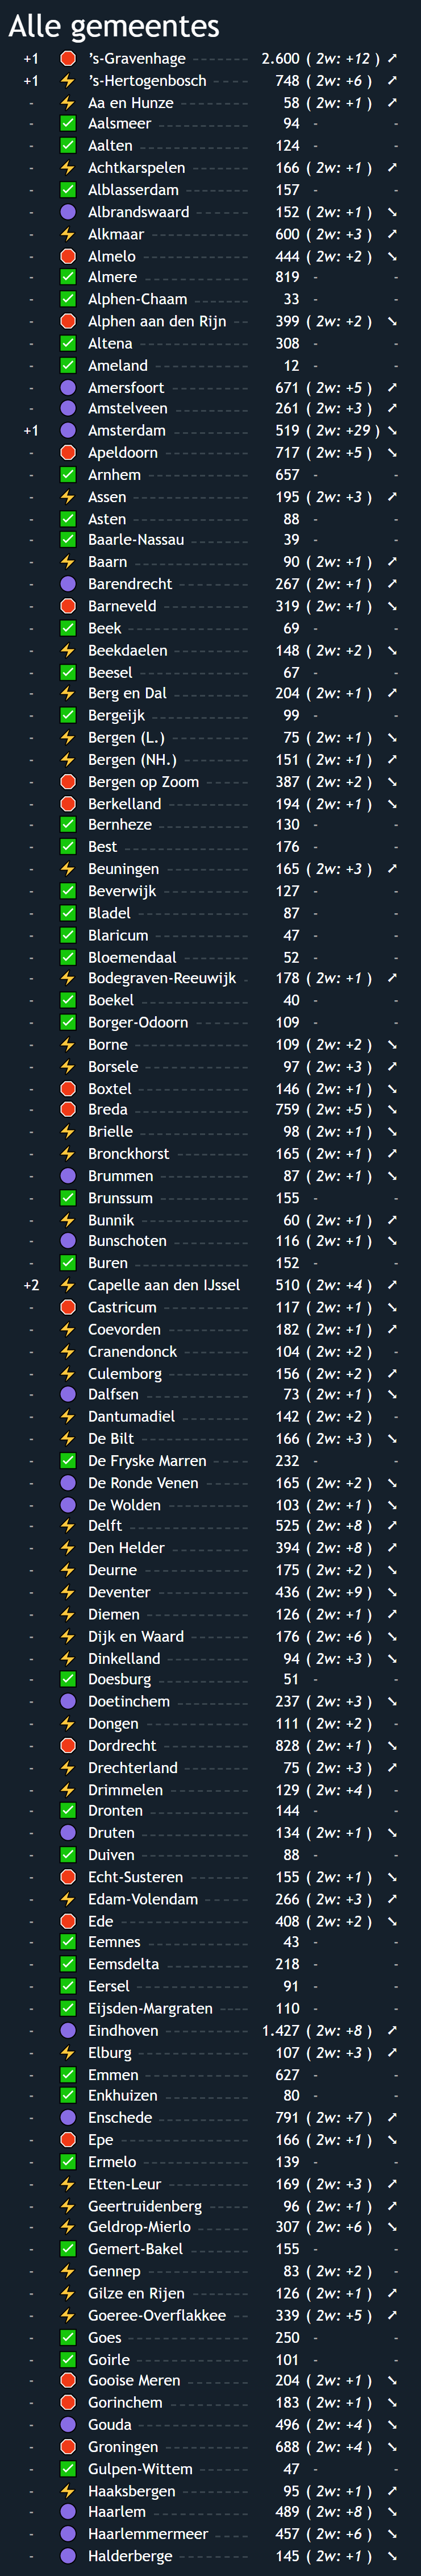 Alle gemeentes
+1 's-Gravenhage 2.600 ( 2w: +12 )
+1 's-Hertogenbosch 748 ( 2w: +6 )
- Aa en Hunze 58 ( 2w: +1 )
- Aalsmeer 94 - -
- Aalten 124 - -
- Achtkarspelen 166 ( 2w: +1 )
- Alblasserdam 157 - -
- Albrandswaard 152 ( 2w: +1 )
- Alkmaar 600 ( 2w: +3 )
- Almelo 444 ( 2w: +2 )
- Almere 819 - -
- Alphen-Chaam 33 - -
- Alphen aan den Rijn 399 ( 2w: +2 )
- Altena 308 - -
- Ameland 12 - -
- Amersfoort 671 ( 2w: +5 )
- Amstelveen 261 ( 2w: +3 )
+1 Amsterdam 519 ( 2w: +29 )
- Apeldoorn 717 ( 2w: +5 )
- Arnhem 657 - -
- Assen 195 ( 2w: +3 )
- Asten 88 - -
- Baarle-Nassau 39 - -
- Baarn 90 ( 2w: +1 )
- Barendrecht 267 ( 2w: +1 )
- Barneveld 319 ( 2w: +1 )
- Beek 69 - -
- Beekdaelen 148 ( 2w: +2 )
- Beesel 67 - -
- Berg en Dal 204 ( 2w: +1 )
- Bergeijk 99 - -
- Bergen (L.) 75 ( 2w: +1 )
- Bergen (NH.) 151 ( 2w: +1 )
- Bergen op Zoom 387 ( 2w: +2 )
- Berkelland 194 ( 2w: +1 )
- Bernheze 130 - -
- Best 176 - -
- Beuningen 165 ( 2w: +3 )
- Beverwijk 127 - -
- Bladel 87 - -
- Blaricum 47 - -
- Bloemendaal 52 - -
- Bodegraven-Reeuwijk 178 ( 2w: +1 )
- Boekel 40 - -
- Borger-Odoorn 109 - -
- Borne 109 ( 2w: +2 )
- Borsele 97 ( 2w: +3 )
- Boxtel 146 ( 2w: +1 )
- Breda 759 ( 2w: +5 )
- Brielle 98 ( 2w: +1 )
- Bronckhorst 165 ( 2w: +1 )
- Brummen 87 ( 2w: +1 )
- Brunssum 155 - -
- Bunnik 60 ( 2w: +1 )
- Bunschoten 116 ( 2w: +1 )
- Buren 152 - -
+2 Capelle aan den IJssel 510 ( 2w: +4 )
- Castricum 117 ( 2w: +1 )
- Coevorden 182 ( 2w: +1 )
- Cranendonck 104 ( 2w: +2 ) -
- Culemborg 156 ( 2w: +2 )
- Dalfsen 73 ( 2w: +1 )
- Dantumadiel 142 ( 2w: +2 ) -
- De Bilt 166 ( 2w: +3 )
- De Fryske Marren 232 - -
- De Ronde Venen 165 ( 2w: +2 )
- De Wolden 103 ( 2w: +1 )
- Delft 525 ( 2w: +8 )
- Den Helder 394 ( 2w: +8 )
- Deurne 175 ( 2w: +2 )
- Deventer 436 ( 2w: +9 )
- Diemen 126 ( 2w: +1 )
- Dijk en Waard 176 ( 2w: +6 )
- Dinkelland 94 ( 2w: +3 )
- Doesburg 51 - -
- Doetinchem 237 ( 2w: +3 )
- Dongen 111 ( 2w: +2 ) -
- Dordrecht 828 ( 2w: +1 )
- Drechterland 75 ( 2w: +3 )
- Drimmelen 129 ( 2w: +4 ) -
- Dronten 144 - -
- Druten 134 ( 2w: +1 )
- Duiven 88 - -
- Echt-Susteren 155 ( 2w: +1 )
- Edam-Volendam 266 ( 2w: +3 )
- Ede 408 ( 2w: +2 )
- Eemnes 43 - -
- Eemsdelta 218 - -
- Eersel 91 - -
- Eijsden-Margraten 110 - -
- Eindhoven 1.427 ( 2w: +8 )
- Elburg 107 ( 2w: +3 )
- Emmen 627 - -
- Enkhuizen 80 - -
- Enschede 791 ( 2w: +7 )
- Epe 166 ( 2w: +1 )
- Ermelo 139 - -
- Etten-Leur 169 ( 2w: +3 )
- Geertruidenberg 96 ( 2w: +1 )
- Geldrop-Mierlo 307 ( 2w: +6 )
- Gemert-Bakel 155 - -
- Gennep 83 ( 2w: +2 ) -
- Gilze en Rijen 126 ( 2w: +1 )
- Goeree-Overflakkee 339 ( 2w: +5 )
- Goes 250 - -
- Goirle 101 - -
- Gooise Meren 204 ( 2w: +1 )
- Gorinchem 183 ( 2w: +1 )
- Gouda 496 ( 2w: +4 )
- Groningen 688 ( 2w: +4 )
- Gulpen-Wittem 47 - -
- Haaksbergen 95 ( 2w: +1 )
- Haarlem 489 ( 2w: +8 )
- Haarlemmermeer 457 ( 2w: +6 )
- Halderberge 145 ( 2w: +1 )